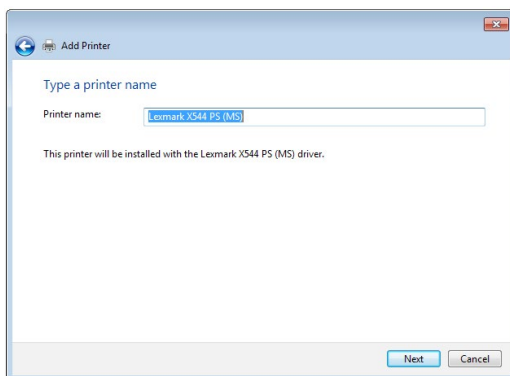 Add Printer
Type a printer name
Printer name: Lexmark X544 PS (MS)
This printer will be installed with the Lexmark X544 PS (MS) driver.
Next Cancel